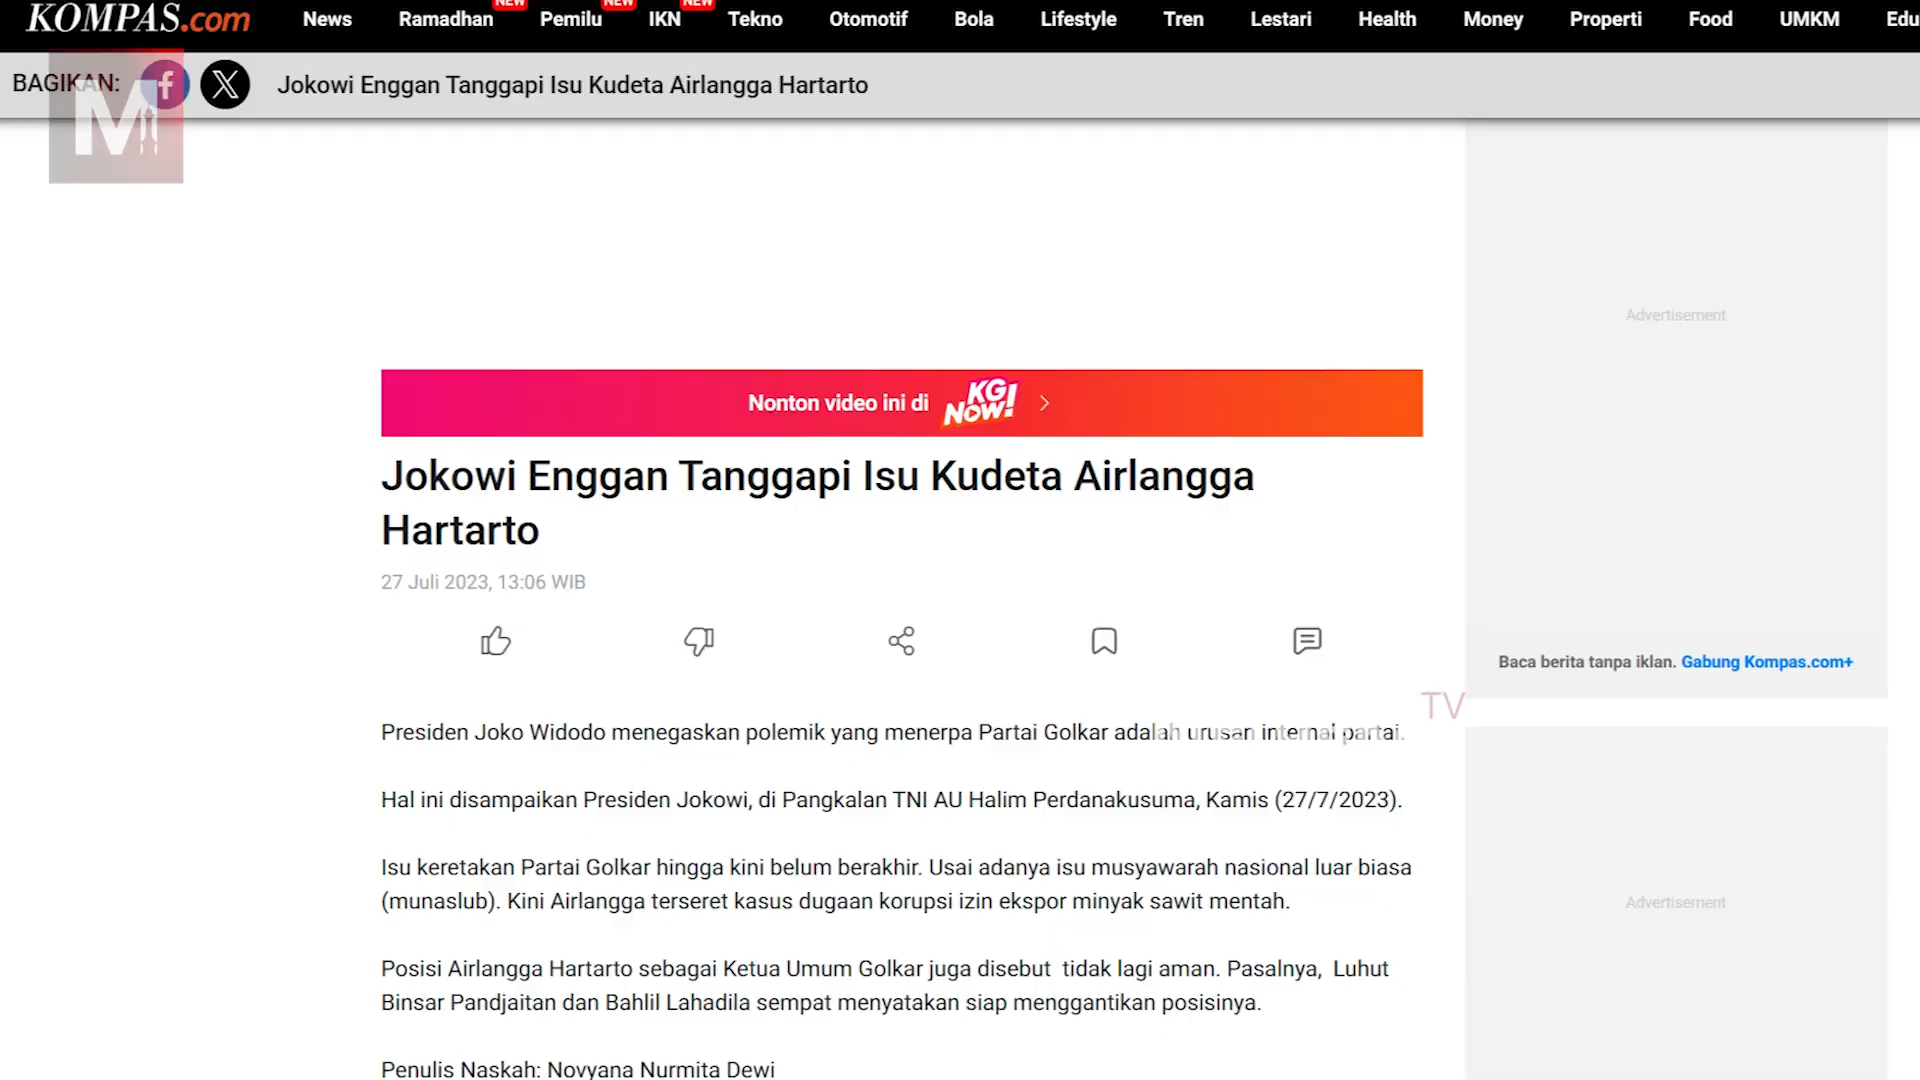 KOMPAS.com News Ramadhan NEW Pemilu NEW IKN NEW Tekno Otomotif Bola Lifestyle Tren Lestari Health Money Properti Food UMKM Edu
BAGIKAN: f X Jokowi Enggan Tanggapi Isu Kudeta Airlangga Hartarto
M
Advertisement
Nonton video ini di KG NOW! >
Jokowi Enggan Tanggapi Isu Kudeta Airlangga
Hartarto
27 Juli 2023, 13:06 WIB
Baca berita tanpa iklan. Gabung Kompas.com+
TV
Presiden Joko Widodo menegaskan polemik yang menerpa Partai Golkar adalah urusan internal partai.
Hal ini disampaikan Presiden Jokowi, di Pangkalan TNI AU Halim Perdanakusuma, Kamis (27/7/2023).
Isu keretakan Partai Golkar hingga kini belum berakhir. Usai adanya isu musyawarah nasional luar biasa
(munaslub). Kini Airlangga terseret kasus dugaan korupsi izin ekspor minyak sawit mentah.
Advertisement
Posisi Airlangga Hartarto sebagai Ketua Umum Golkar juga disebut tidak lagi aman. Pasalnya, Luhut
Binsar Pandjaitan dan Bahlil Lahadila sempat menyatakan siap menggantikan posisinya.
Penulis Naskah: Novyana Nurmita Dewi